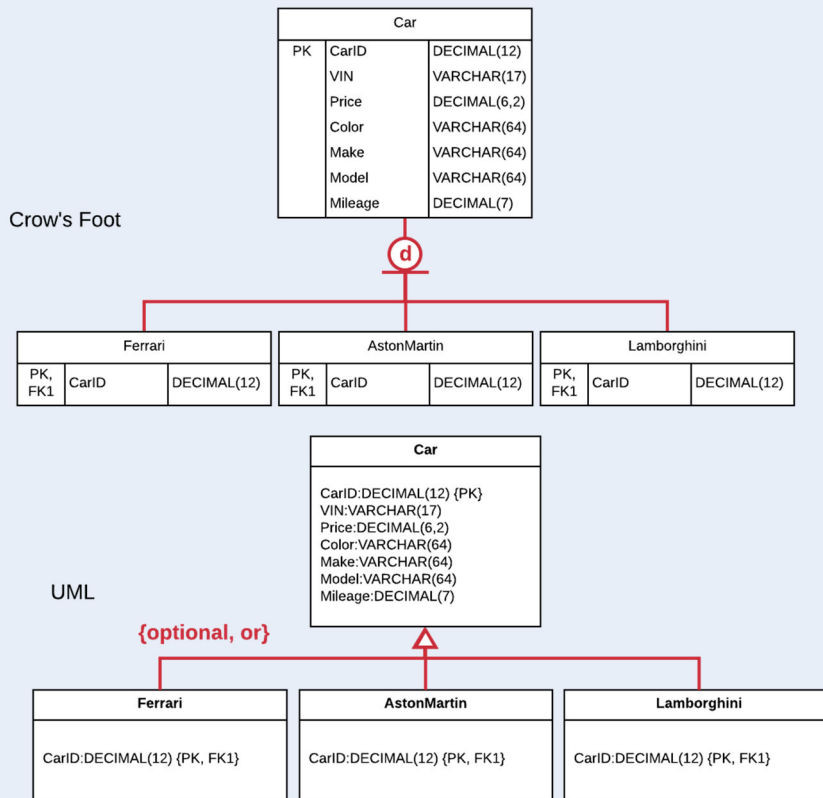 Car
PK CarID DECIMAL(12)
VIN VARCHAR(17)
Price DECIMAL(6,2)
Color VARCHAR(64)
Make VARCHAR(64)
Model VARCHAR(64)
Mileage DECIMAL(7)
Crow's Foot
d
Ferrari
PK, FK1 CarID DECIMAL(12)
AstonMartin
PK, FK1 CarID DECIMAL(12)
Lamborghini
PK, FK1 CarID DECIMAL(12)
Car
CarID:DECIMAL(12) {PK}
VIN:VARCHAR(17)
Price:DECIMAL(6,2)
Color:VARCHAR(64)
Make:VARCHAR(64)
Model:VARCHAR(64)
Mileage:DECIMAL(7)
UML
{optional, or}
Ferrari
CarID:DECIMAL(12) {PK, FK1}
AstonMartin
CarID:DECIMAL(12) {PK, FK1}
Lamborghini
CarID:DECIMAL(12) {PK, FK1}